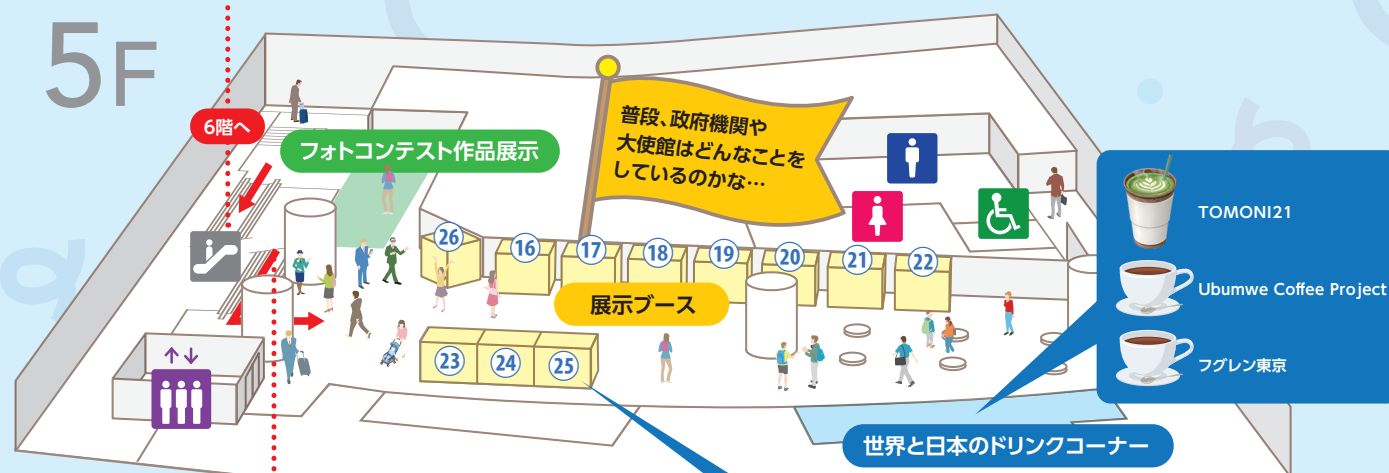 5F
6階へ
フォトコンテスト作品展示
普段、政府機関や
大使館はどんなことを
しているのかな…
26
16
17
18
19
20
21
22
展示ブース
23
24
25
TOMONI21
Ubumwe Coffee Project
フグレン東京
世界と日本のドリンクコーナー